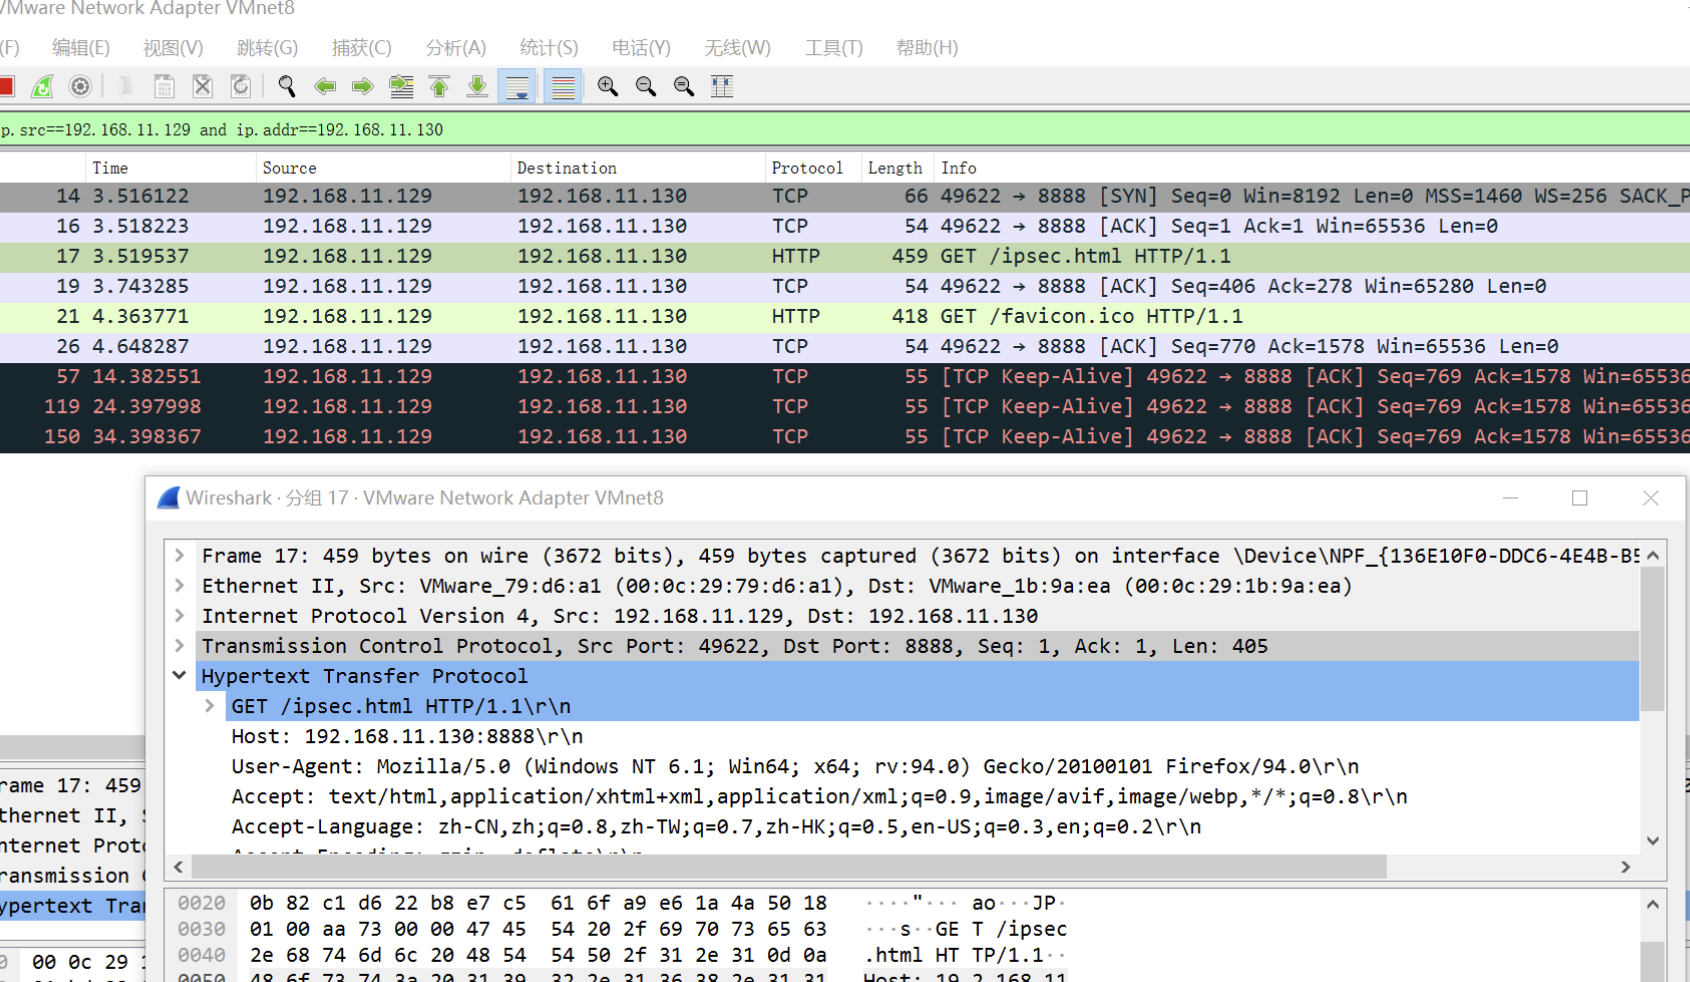 VMware Network Adapter VMnet8
(F) 编辑(E) 视图(V) 跳转(G) 捕获(C) 分析(A) 统计(S) 电话(Y) 无线(W) 工具(T) 帮助(H)
p.src==192.168.11.129 and ip.addr==192.168.11.130
Time Source Destination Protocol Length Info
14 3.516122 192.168.11.129 192.168.11.130 TCP 66 49622 → 8888 [SYN] Seq=0 Win=8192 Len=0 MSS=1460 WS=256 SACK_P
16 3.518223 192.168.11.129 192.168.11.130 TCP 54 49622 → 8888 [ACK] Seq=1 Ack=1 Win=65536 Len=0
17 3.519537 192.168.11.129 192.168.11.130 HTTP 459 GET /ipsec.html HTTP/1.1
19 3.743285 192.168.11.129 192.168.11.130 TCP 54 49622 → 8888 [ACK] Seq=406 Ack=278 Win=65280 Len=0
21 4.363771 192.168.11.129 192.168.11.130 HTTP 418 GET /favicon.ico HTTP/1.1
26 4.648287 192.168.11.129 192.168.11.130 TCP 54 49622 → 8888 [ACK] Seq=770 Ack=1578 Win=65536 Len=0
57 14.382551 192.168.11.129 192.168.11.130 TCP 55 [TCP Keep-Alive] 49622 → 8888 [ACK] Seq=769 Ack=1578 Win=65536
119 24.397998 192.168.11.129 192.168.11.130 TCP 55 [TCP Keep-Alive] 49622 → 8888 [ACK] Seq=769 Ack=1578 Win=65536
150 34.398367 192.168.11.129 192.168.11.130 TCP 55 [TCP Keep-Alive] 49622 → 8888 [ACK] Seq=769 Ack=1578 Win=65536
Wireshark · 分组 17 · VMware Network Adapter VMnet8
Frame 17: 459 bytes on wire (3672 bits), 459 bytes captured (3672 bits) on interface \Device\NPF_{136E10F0-DDC6-4E4B-B5
Ethernet II, Src: VMware_79:d6:a1 (00:0c:29:79:d6:a1), Dst: VMware_1b:9a:ea (00:0c:29:1b:9a:ea)
Internet Protocol Version 4, Src: 192.168.11.129, Dst: 192.168.11.130
Transmission Control Protocol, Src Port: 49622, Dst Port: 8888, Seq: 1, Ack: 1, Len: 405
Hypertext Transfer Protocol
GET /ipsec.html HTTP/1.1\r\n
Host: 192.168.11.130:8888\r\n
User-Agent: Mozilla/5.0 (Windows NT 6.1; Win64; x64; rv:94.0) Gecko/20100101 Firefox/94.0\r\n
Accept: text/html,application/xhtml+xml,application/xml;q=0.9,image/avif,image/webp,*/*;q=0.8\r\n
Accept-Language: zh-CN,zh;q=0.8,zh-TW;q=0.7,zh-HK;q=0.5,en-US;q=0.3,en;q=0.2\r\n
rame 17: 459
thernet II,
nternet Proto
ransmission
ypertext Tra
00 0c 29
0020 0b 82 c1 d6 22 b8 e7 c5 61 6f a9 e6 1a 4a 50 18 ····"··· ao···JP·
0030 01 00 aa 73 00 00 47 45 54 20 2f 69 70 73 65 63 ···s··GE T /ipsec
0040 2e 68 74 6d 6c 20 48 54 54 50 2f 31 2e 31 0d 0a .html HT TP/1.1··
0050 48 6f 73 74 3a 20 31 39 32 2e 31 36 38 2e 31 31 Host: 19 2.168.11